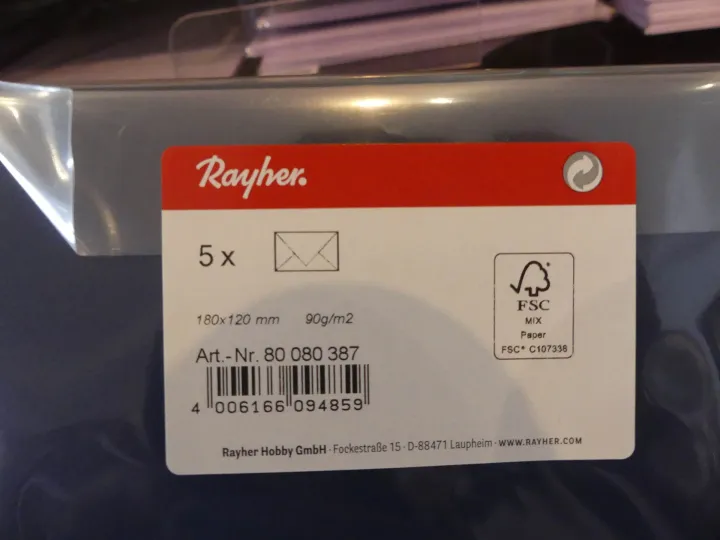 Rayher.
5 x
180x120 mm 90g/m2
FSC
MIX
Paper
FSC® C107336
Art.-Nr. 80 080 387
4 006166 094859
Rayher Hobby GmbH · Fockestraße 15 · D-88471 Laupheim · WWW.RAYHER.COM